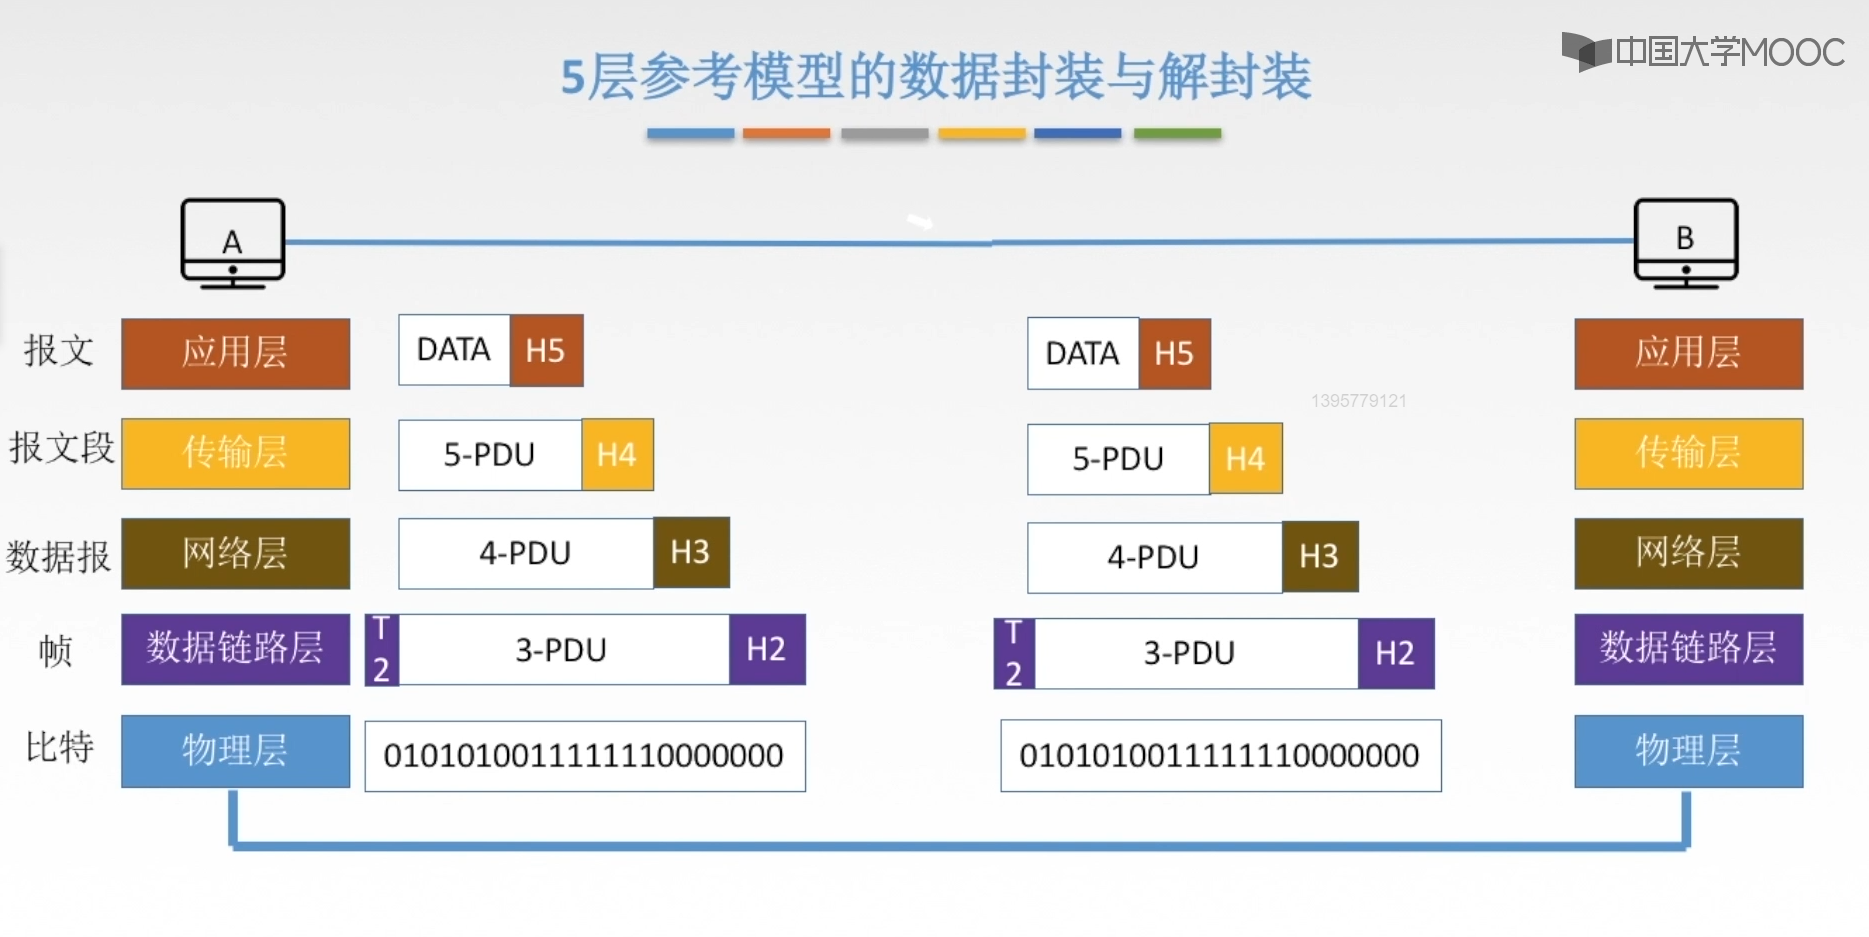 中国大学MOOC
5层参考模型的数据封装与解封装
A
B
报文
应用层
DATA
H5
DATA
H5
应用层
1395779121
报文段
传输层
5-PDU
H4
5-PDU
H4
传输层
数据报
网络层
4-PDU
H3
4-PDU
H3
网络层
帧
数据链路层
T
2
3-PDU
H2
T
2
3-PDU
H2
数据链路层
比特
物理层
0101010011111110000000
0101010011111110000000
物理层